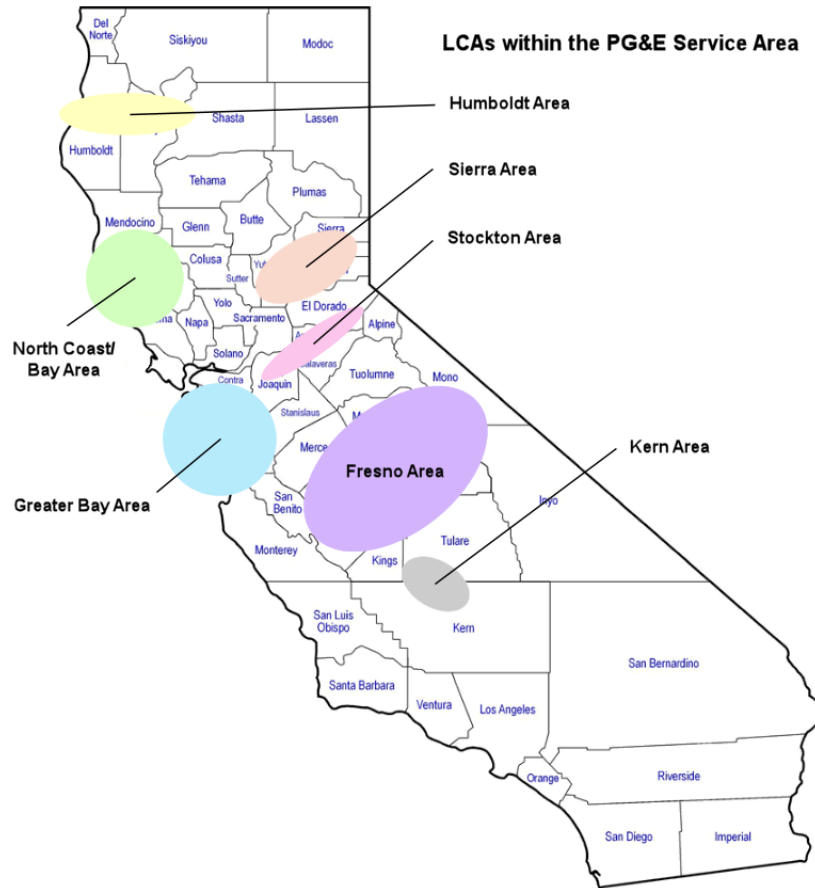 Del
Norte
Siskiyou
Modoc
LCAs within the PG&E Service Area
Humboldt Area
Shasta
Lassen
Humboldt
Sierra Area
Tehama
Plumas
Mendocino
Glenn
Butte
Sierra
Stockton Area
Colusa
Sutter
Yolo
El Dorado
Sacramento
Napa
Alpine
North Coast/
Bay Area
Solano
Contra
Joaquin
Tuolumne
Mono
Stanislaus
Kern Area
Fresno Area
Greater Bay Area
San
Benito
Inyo
Monterey
Tulare
Kings
San Luis
Obispo
Kern
San Bernardino
Santa Barbara
Ventura
Los Angeles
Orange
Riverside
San Diego
Imperial